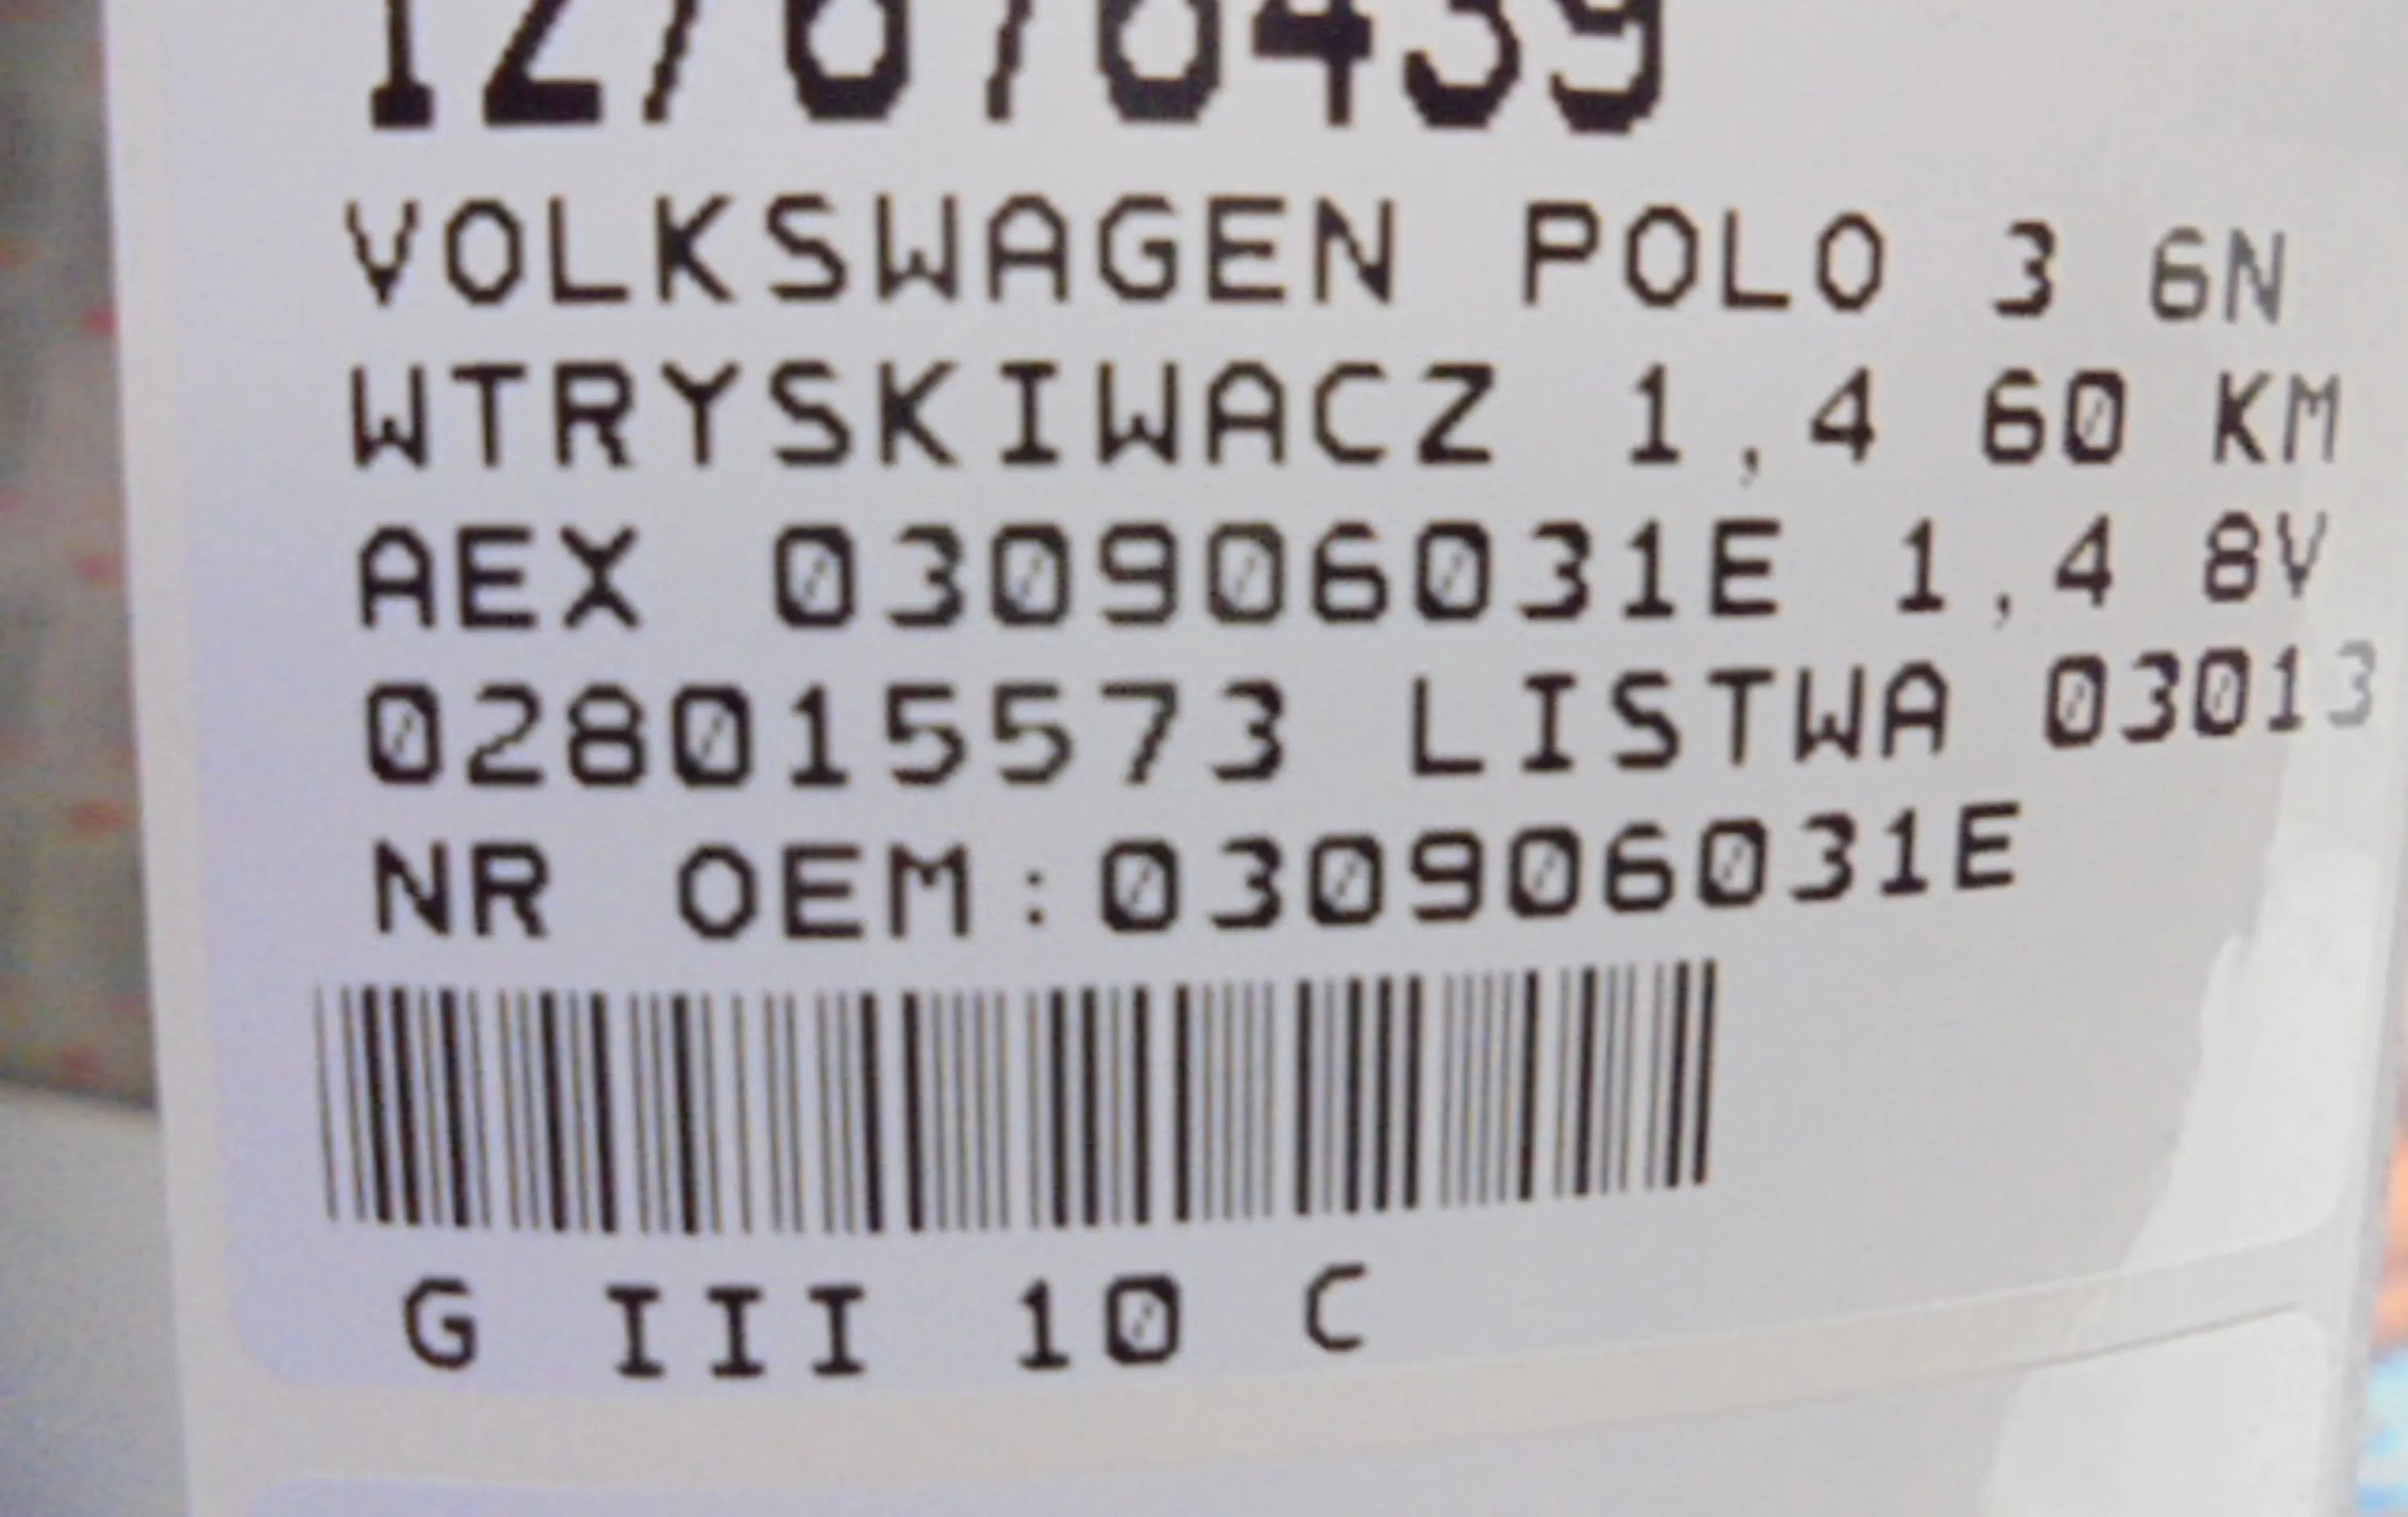 VOLKSWAGEN POLO 3 6N
WTRYSKIWACZ 1,4 60 KM
AEX 030906031E 1,4 8V
028015573 LISTWA 03013
NR OEM:030906031E
G III 10 C